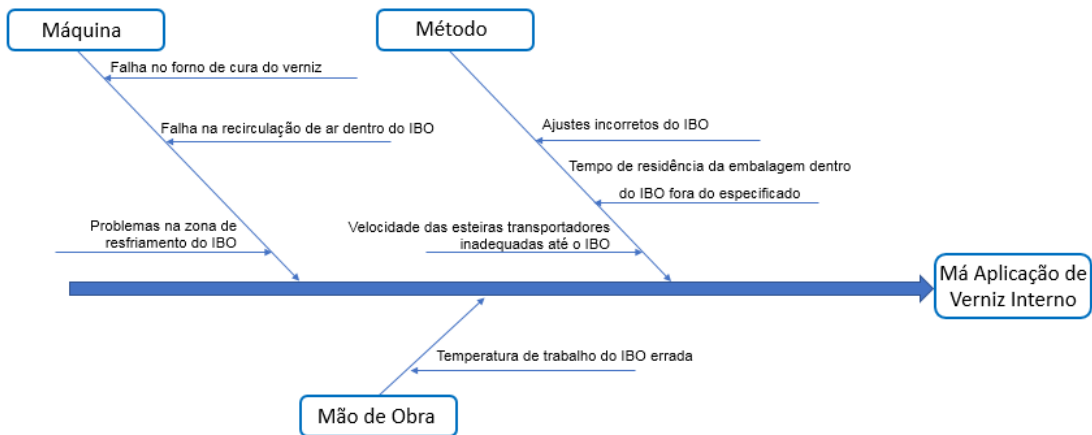 Máquina
Método
Falha no forno de cura do verniz
Falha na recirculação de ar dentro do IBO
Ajustes incorretos do IBO
Tempo de residência da embalagem dentro
do IBO fora do especificado
Problemas na zona de
resfriamento do IBO
Velocidade das esteiras transportadores
inadequadas até o IBO
Má Aplicação de
Verniz Interno
Temperatura de trabalho do IBO errada
Mão de Obra